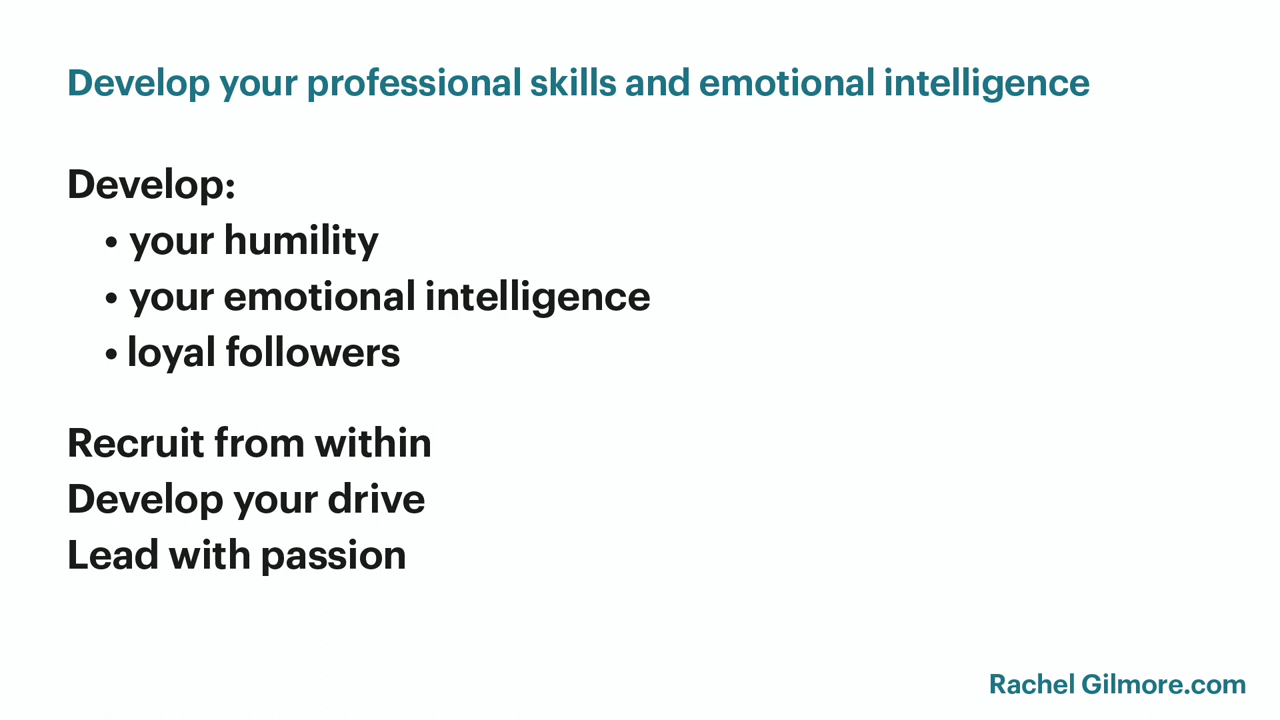 Develop your professional skills and emotional intelligence
Develop:
• your humility
• your emotional intelligence
• loyal followers
Recruit from within
Develop your drive
Lead with passion
Rachel Gilmore.com